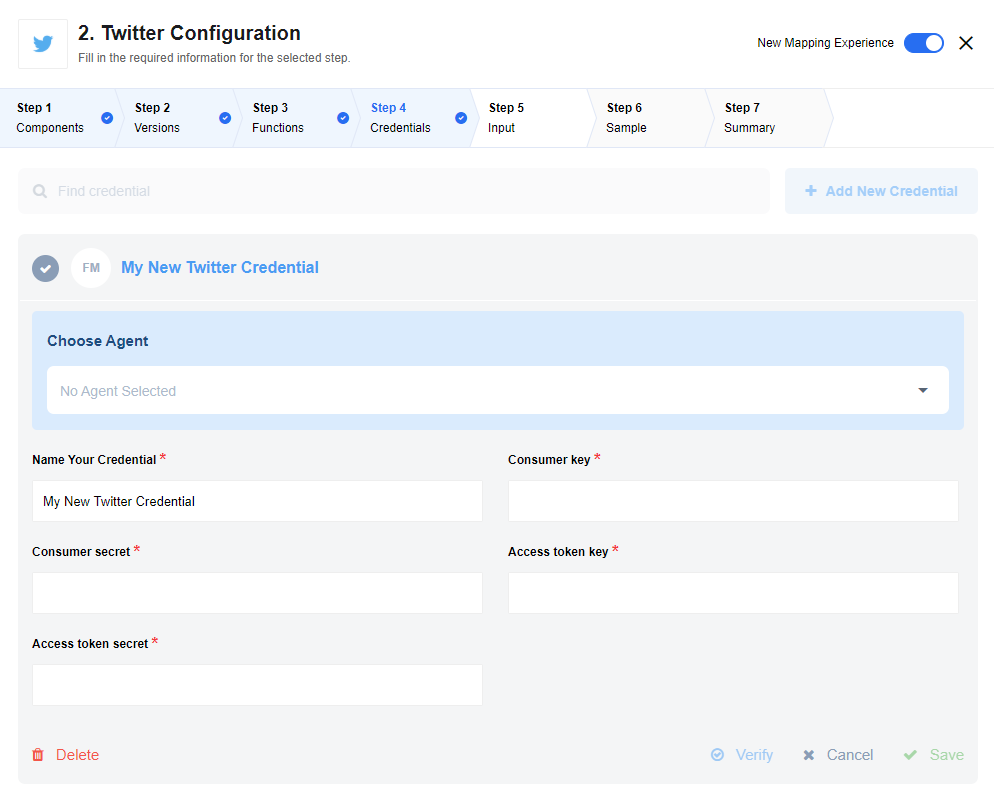 2. Twitter Configuration
Fill in the required information for the selected step.
New Mapping Experience
Step 1
Components
Step 2
Versions
Step 3
Functions
Step 4
Credentials
Step 5
Input
Step 6
Sample
Step 7
Summary
Find credential
Add New Credential
FM
My New Twitter Credential
Choose Agent
No Agent Selected
Name Your Credential *
My New Twitter Credential
Consumer key *
Consumer secret *
Access token key *
Access token secret *
Delete
Verify
Cancel
Save